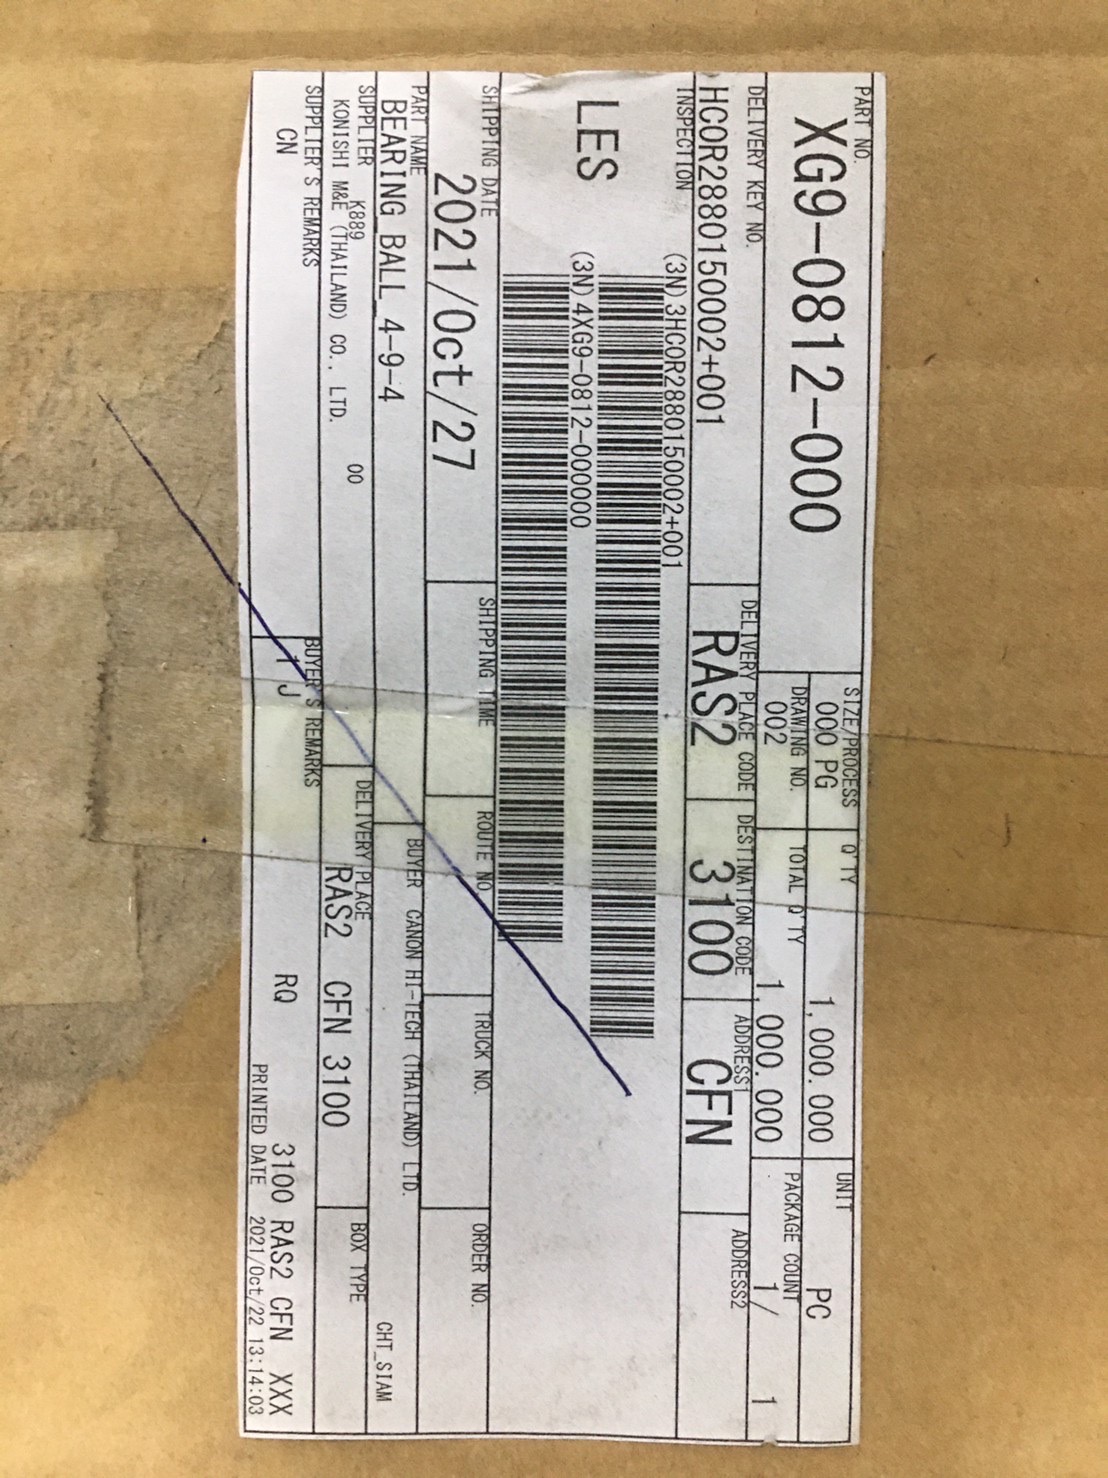 PART NO.
XG9-0812-000
SIZE/PROCESS
000 PG
Q'TY
1,000.000
UNIT
PC
DRAWING NO.
002
TOTAL Q'TY
1,000.000
PACKAGE COUNT
1/ 1
DELIVERY KEY NO.
HCOR2880150002+001
DELIVERY PLACE CODE
RAS2
DESTINATION CODE
3100
ADDRESS1
CFN
ADDRESS2
INSPECTION
LES
(3N)3HCOR2880150002+001
(3N)4XG9-0812-000000
SHIPPING DATE
2021/Oct/27
SHIPPING TIME
ROUTE NO.
TRUCK NO.
ORDER NO.
PART NAME
BEARING BALL_4-9-4
BUYER CANON HI-TECH (THAILAND) LTD.
CHT_SIAM
SUPPLIER K889 00
KONISHI M&E (THAILAND) CO., LTD.
DELIVERY PLACE
RAS2 CFN 3100
BOX TYPE
SUPPLIER'S REMARKS
CN
BUYER'S REMARKS
1 J RQ 3100 RAS2 CFN XXX
PRINTED DATE 2021/Oct/22 13:14:03